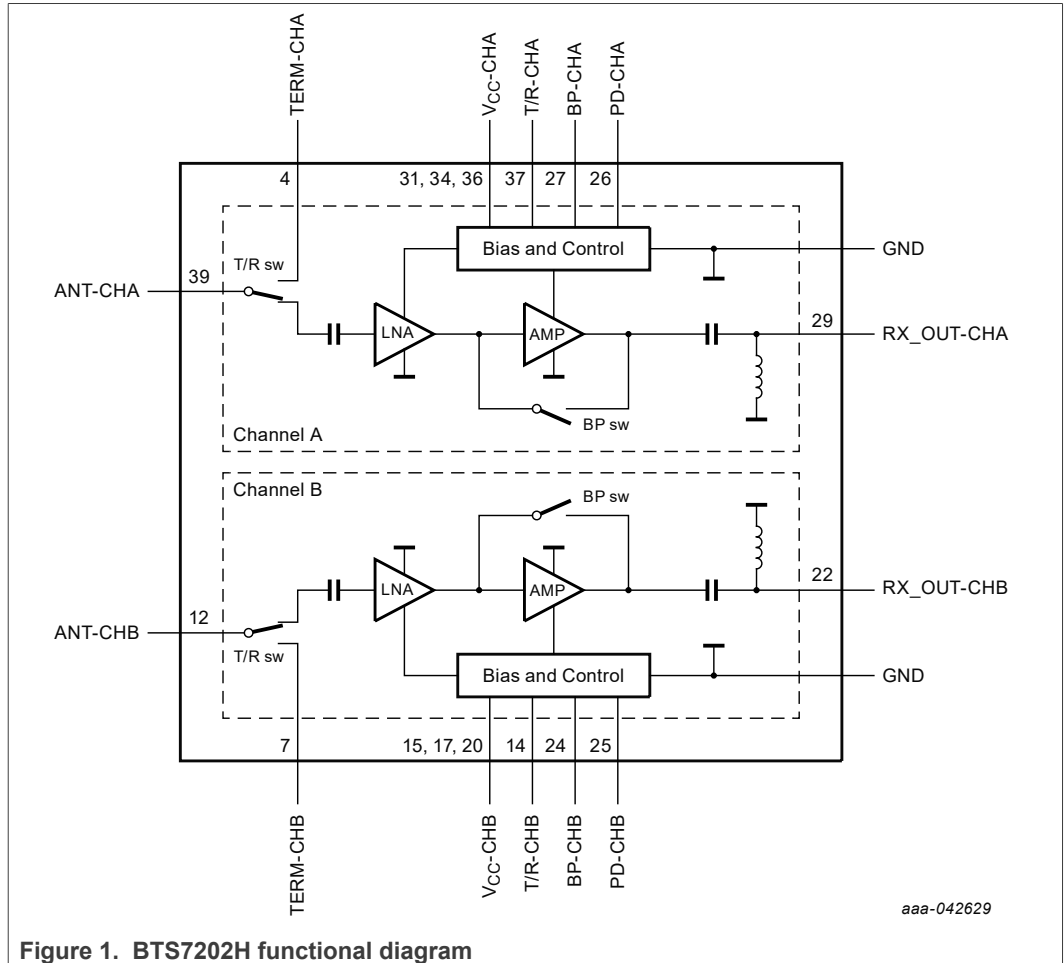 TERM-CHA
VCC-CHA
T/R-CHA
BP-CHA
PD-CHA
4
31, 34, 36
37
27
26
Bias and Control
GND
T/R sw
39
ANT-CHA
LNA
AMP
29
RX_OUT-CHA
BP sw
Channel A
Channel B
BP sw
LNA
AMP
22
RX_OUT-CHB
12
ANT-CHB
T/R sw
Bias and Control
GND
7
15, 17, 20
14
24
25
TERM-CHB
VCC-CHB
T/R-CHB
BP-CHB
PD-CHB
aaa-042629
Figure 1. BTS7202H functional diagram